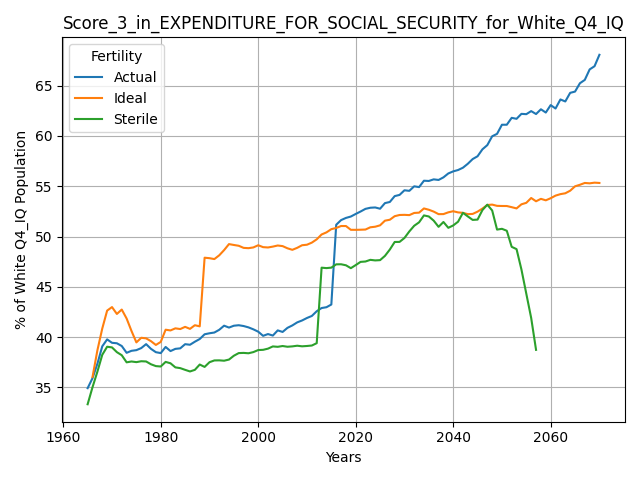 Score_3_in_EXPENDITURE_FOR_SOCIAL_SECURITY_for_White_Q4_IQ
Fertility
Actual
Ideal
Sterile
% of White Q4_IQ Population
65
60
55
50
45
40
35
1960
1980
2000
2020
2040
2060
Years